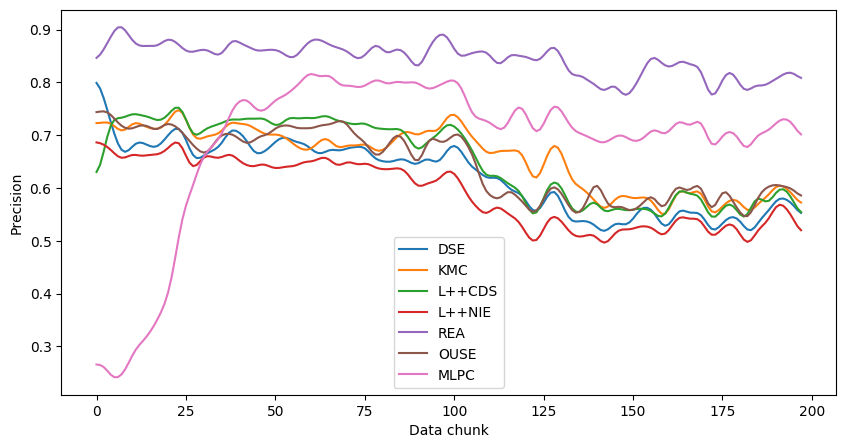 0.9
0.8
0.7
0.6
0.5
0.4
0.3
Precision
DSE
KMC
L++CDS
L++NIE
REA
OUSE
MLPC
0 25 50 75 100 125 150 175 200
Data chunk